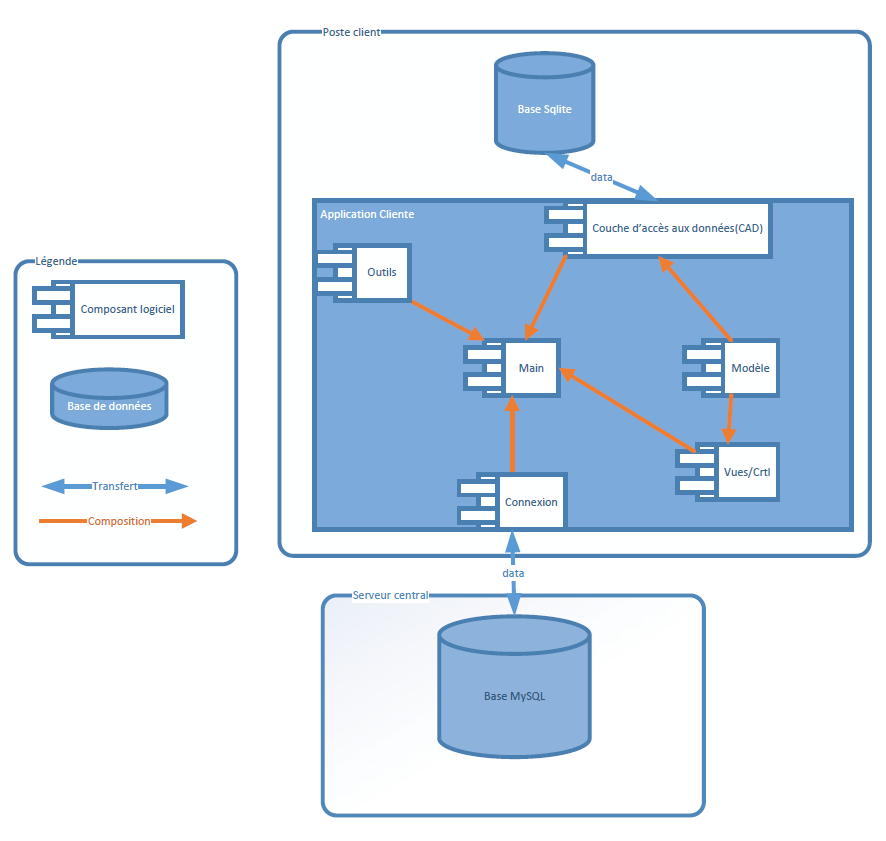 Poste client
Base Sqlite
data
Application Cliente
Couche d'accès aux données(CAD)
Outils
Main
Modèle
Vues/Crtl
Connexion
data
Serveur central
Base MySQL
Légende
Composant logiciel
Base de données
Transfert
Composition